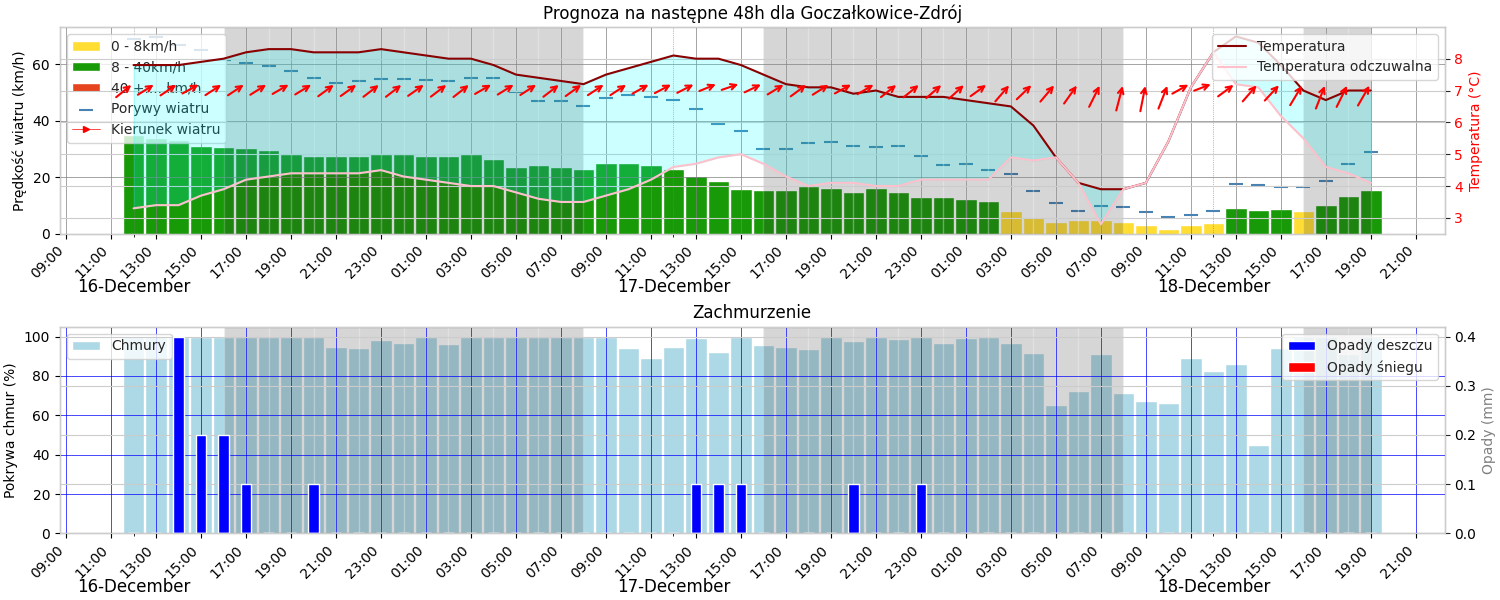 Prognoza na następne 48h dla Goczałkowice-Zdrój
0 - 8km/h
8 - 40km/h
40 +
Porywy wiatru
Kierunek wiatru
Temperatura
Temperatura odczuwalna
Prędkość wiatru (km/h)
0 20 40 60
Temperatura (°C)
3 4 5 6 7 8
09:00 11:00 13:00 15:00 17:00 19:00 21:00 23:00 01:00 03:00 05:00 07:00 09:00 11:00 13:00 15:00 17:00 19:00 21:00 23:00 01:00 03:00 05:00 07:00 09:00 11:00 13:00 15:00 17:00 19:00 21:00
16-December 17-December 18-December
Zachmurzenie
Chmury
Opady deszczu
Opady śniegu
Pokrywa chmur (%)
0 20 40 60 80 100
Opady (mm)
0.0 0.1 0.2 0.3 0.4
09:00 11:00 13:00 15:00 17:00 19:00 21:00 23:00 01:00 03:00 05:00 07:00 09:00 11:00 13:00 15:00 17:00 19:00 21:00 23:00 01:00 03:00 05:00 07:00 09:00 11:00 13:00 15:00 17:00 19:00 21:00
16-December 17-December 18-December